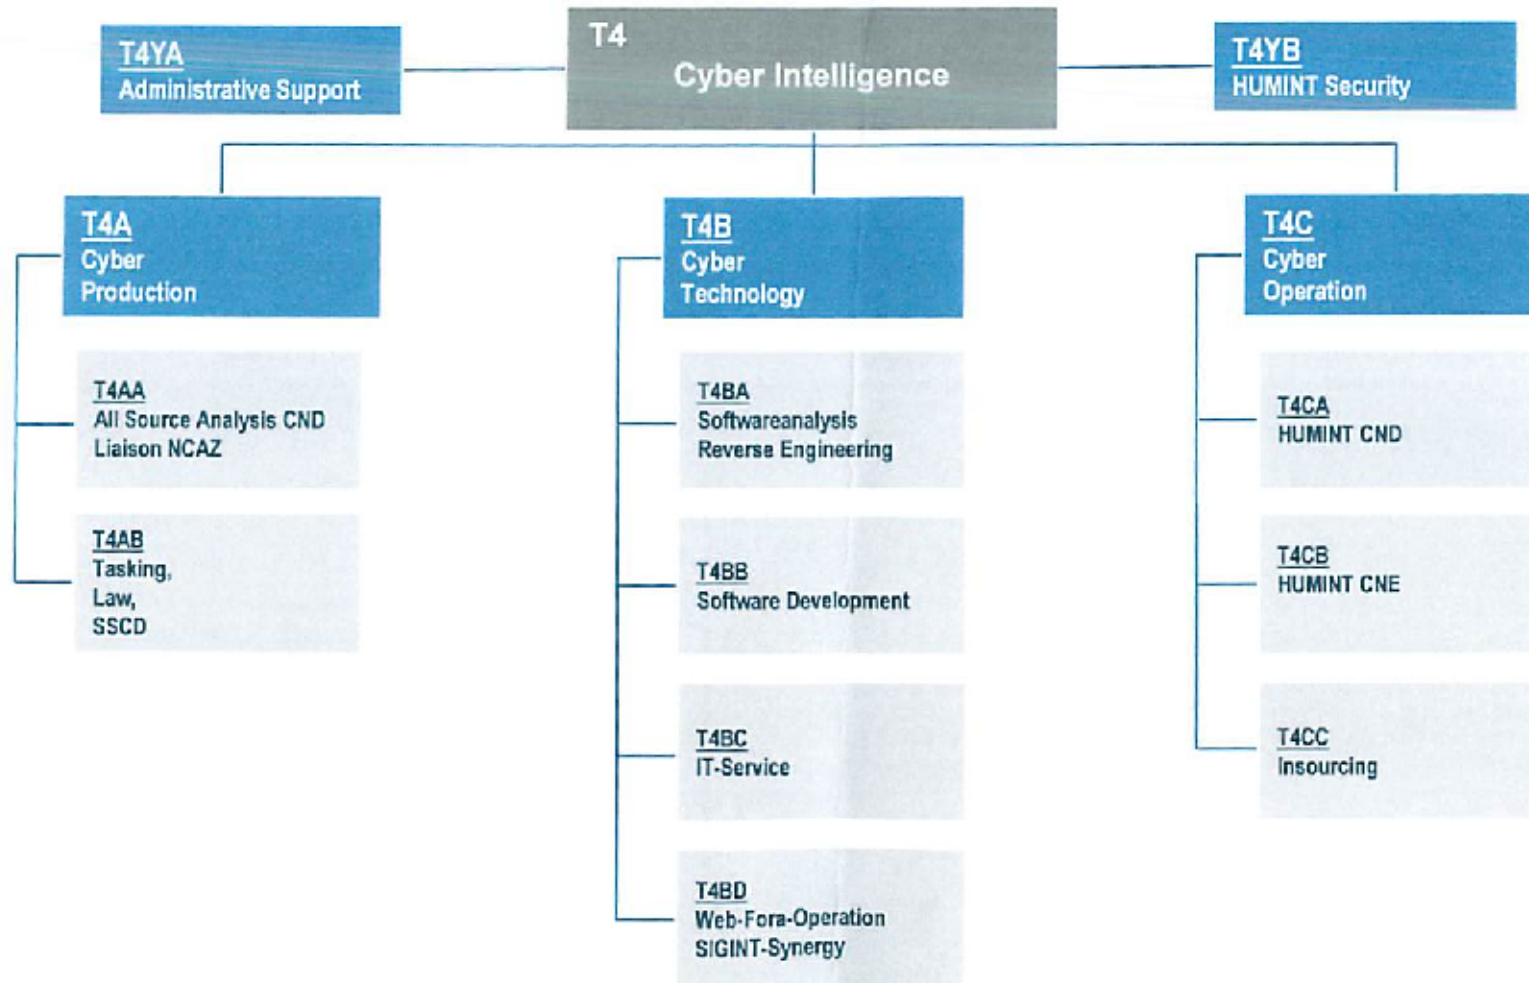 T4
Cyber Intelligence
T4YA
Administrative Support
T4YB
HUMINT Security
T4A
Cyber
Production
T4AA
All Source Analysis CND
Liaison NCAZ
T4AB
Tasking,
Law,
SSCD
T4B
Cyber
Technology
T4BA
Softwareanalysis
Reverse Engineering
T4BB
Software Development
T4BC
IT-Service
T4BD
Web-Fora-Operation
SIGINT-Synergy
T4C
Cyber
Operation
T4CA
HUMINT CND
T4CB
HUMINT CNE
T4CC
Insourcing